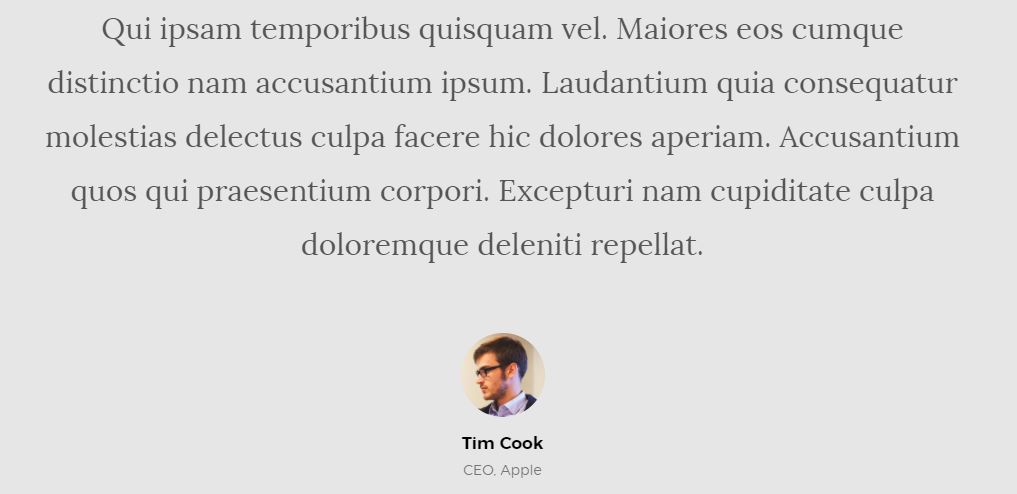 Qui ipsam temporibus quisquam vel. Maiores eos cumque
distinctio nam accusantium ipsum. Laudantium quia consequatur
molestias delectus culpa facere hic dolores aperiam. Accusantium
quos qui praesentium corpori. Excepturi nam cupiditate culpa
doloremque deleniti repellat.
Tim Cook
CEO, Apple